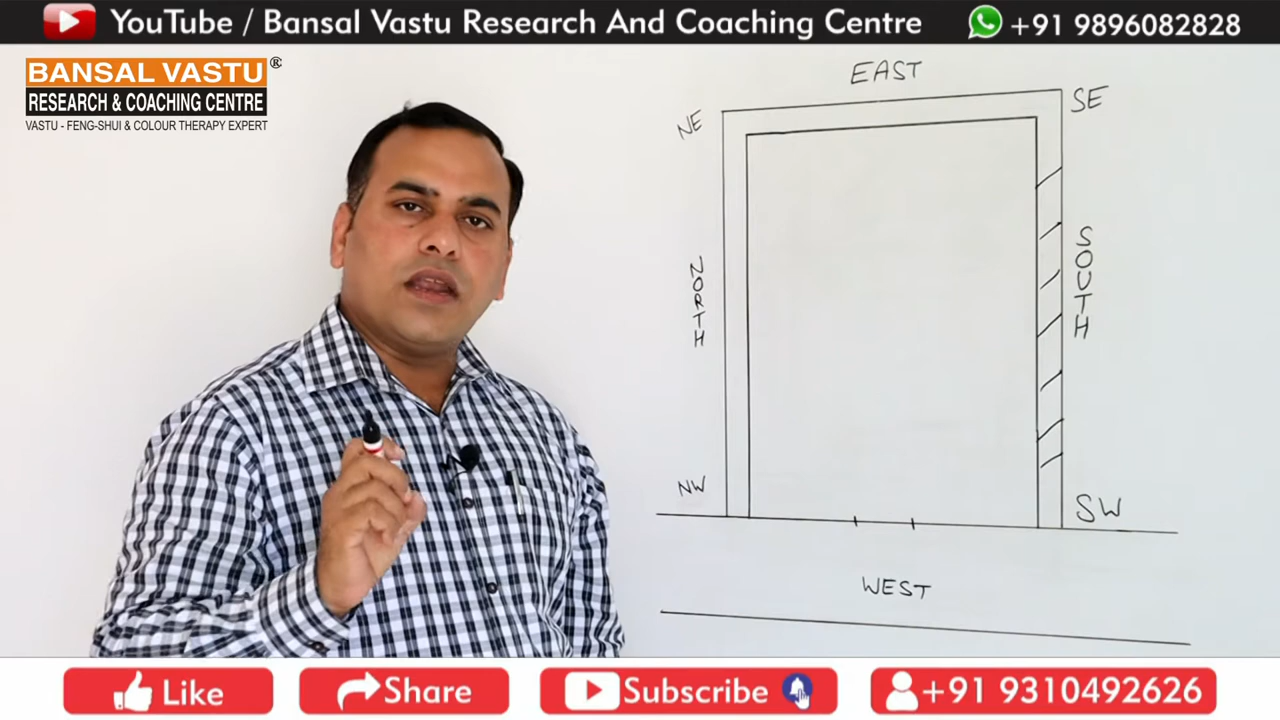 YouTube / Bansal Vastu Research And Coaching Centre
+91 9896082828
BANSAL VASTU®
RESEARCH & COACHING CENTRE
VASTU - FENG-SHUI & COLOUR THERAPY EXPERT
EAST
NE
SE
NORTH
SOUTH
NW
SW
WEST
Like
Share
Subscribe
+91 9310492626